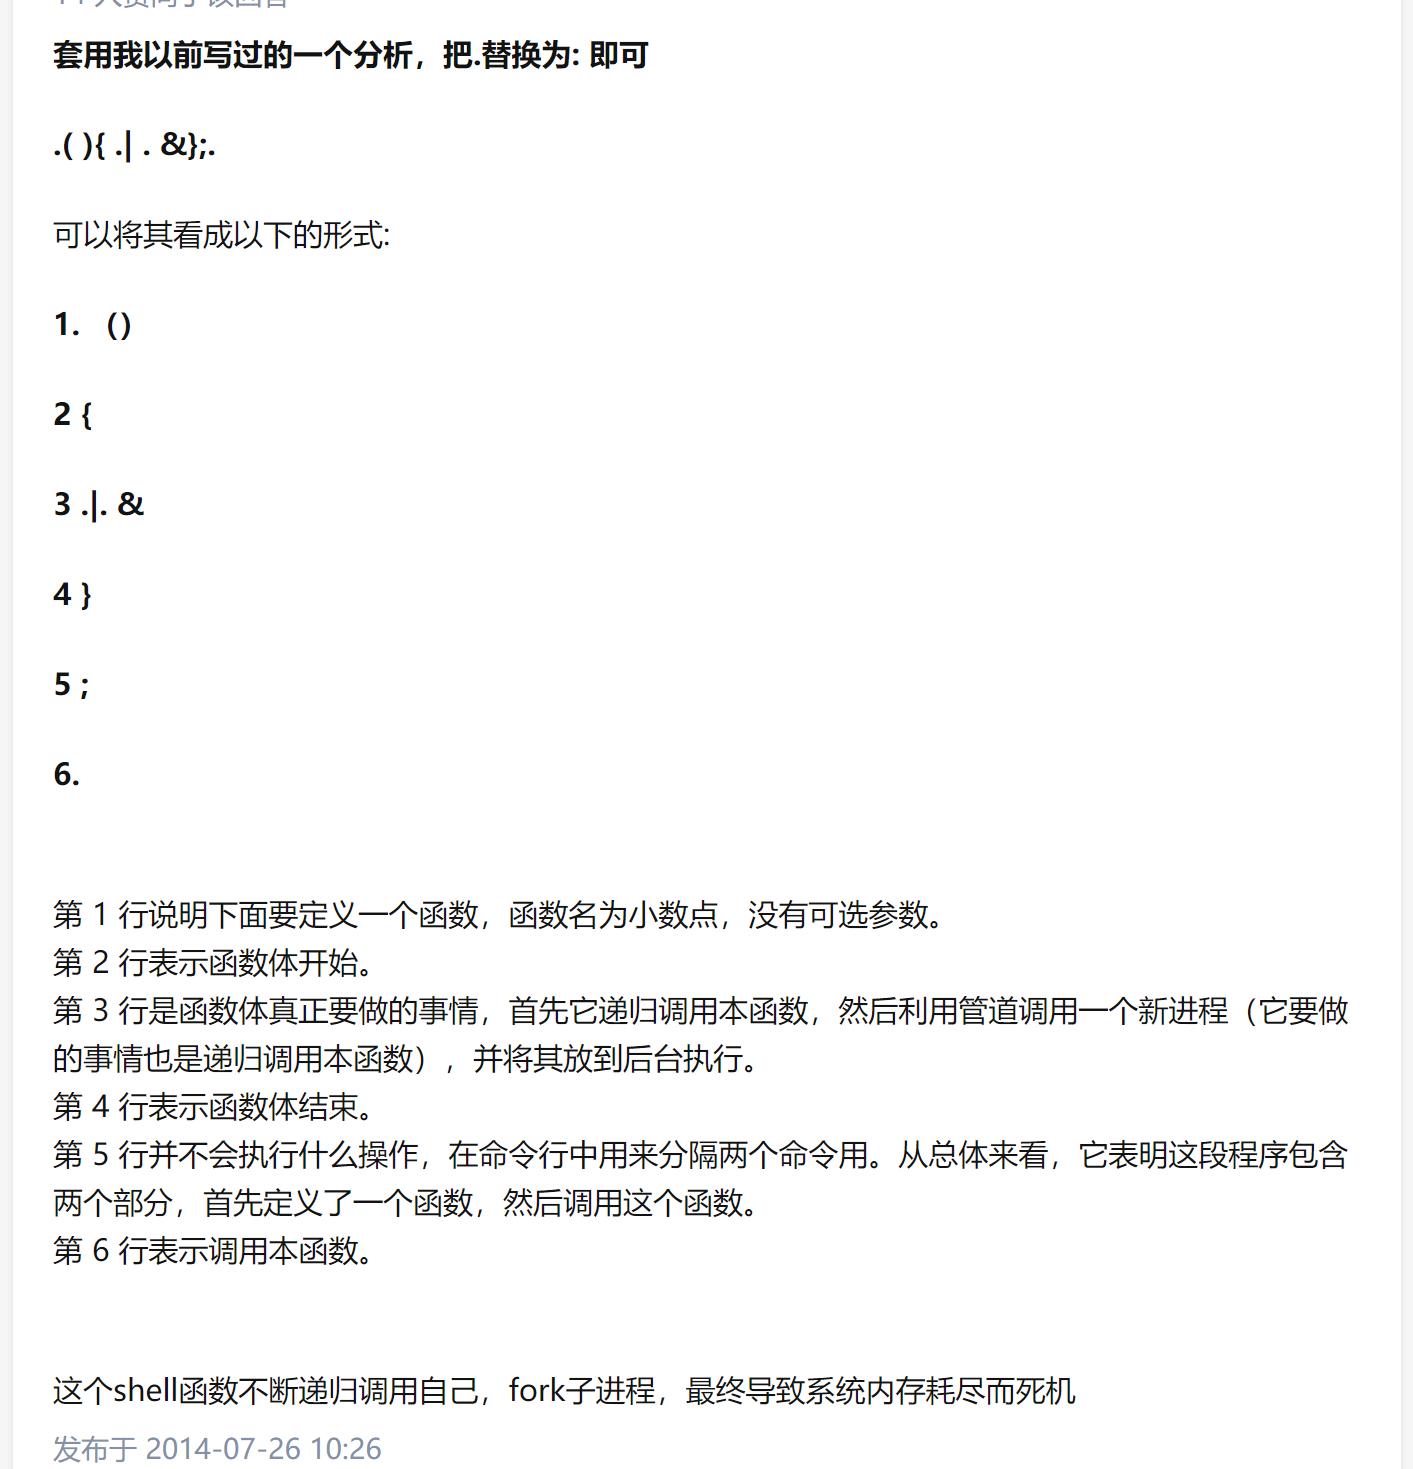 套用我以前写过的一个分析，把.替换为: 即可
.( ){ .| . &};.
可以将其看成以下的形式:
1. ()
2 {
3 .|. &
4 }
5 ;
6.
第 1 行说明下面要定义一个函数，函数名为小数点，没有可选参数。
第 2 行表示函数体开始。
第 3 行是函数体真正要做的事情，首先它递归调用本函数，然后利用管道调用一个新进程（它要做
的事情也是递归调用本函数），并将其放到后台执行。
第 4 行表示函数体结束。
第 5 行并不会执行什么操作，在命令行中用来分隔两个命令用。从总体来看，它表明这段程序包含
两个部分，首先定义了一个函数，然后调用这个函数。
第 6 行表示调用本函数。
这个shell函数不断递归调用自己，fork子进程，最终导致系统内存耗尽而死机
发布于 2014-07-26 10:26